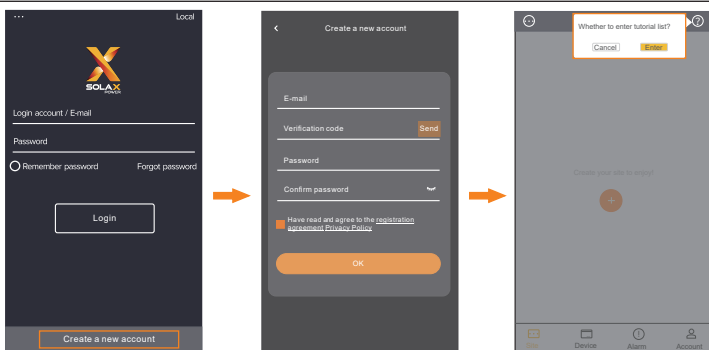 ...
Local
SOLAX
POWER
Login account / E-mail
Password
Remember password
Forgot password
Login
Create a new account
Create a new account
E-mail
Verification code
Send
Password
Confirm password
Have read and agree to the registration
agreement Privacy Policy
OK
Whether to enter tutorial list?
Cancel
Enter
?
Create your site to enjoy!
+
Site
Device
Alarm
Account